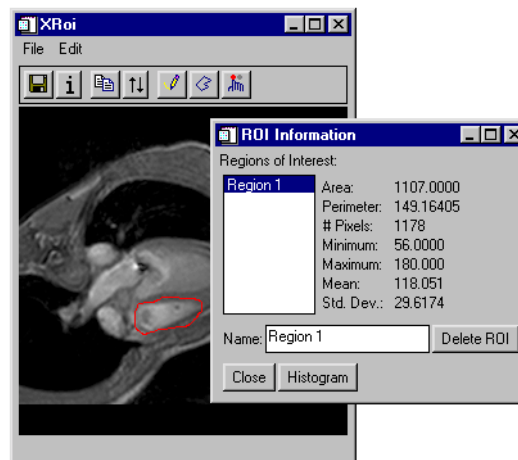 XRoi
File Edit
ROI Information
Regions of Interest:
Region 1
Area: 1107.0000
Perimeter: 149.16405
# Pixels: 1178
Minimum: 56.0000
Maximum: 180.000
Mean: 118.051
Std. Dev.: 29.6174
Name: Region 1 Delete ROI
Close Histogram